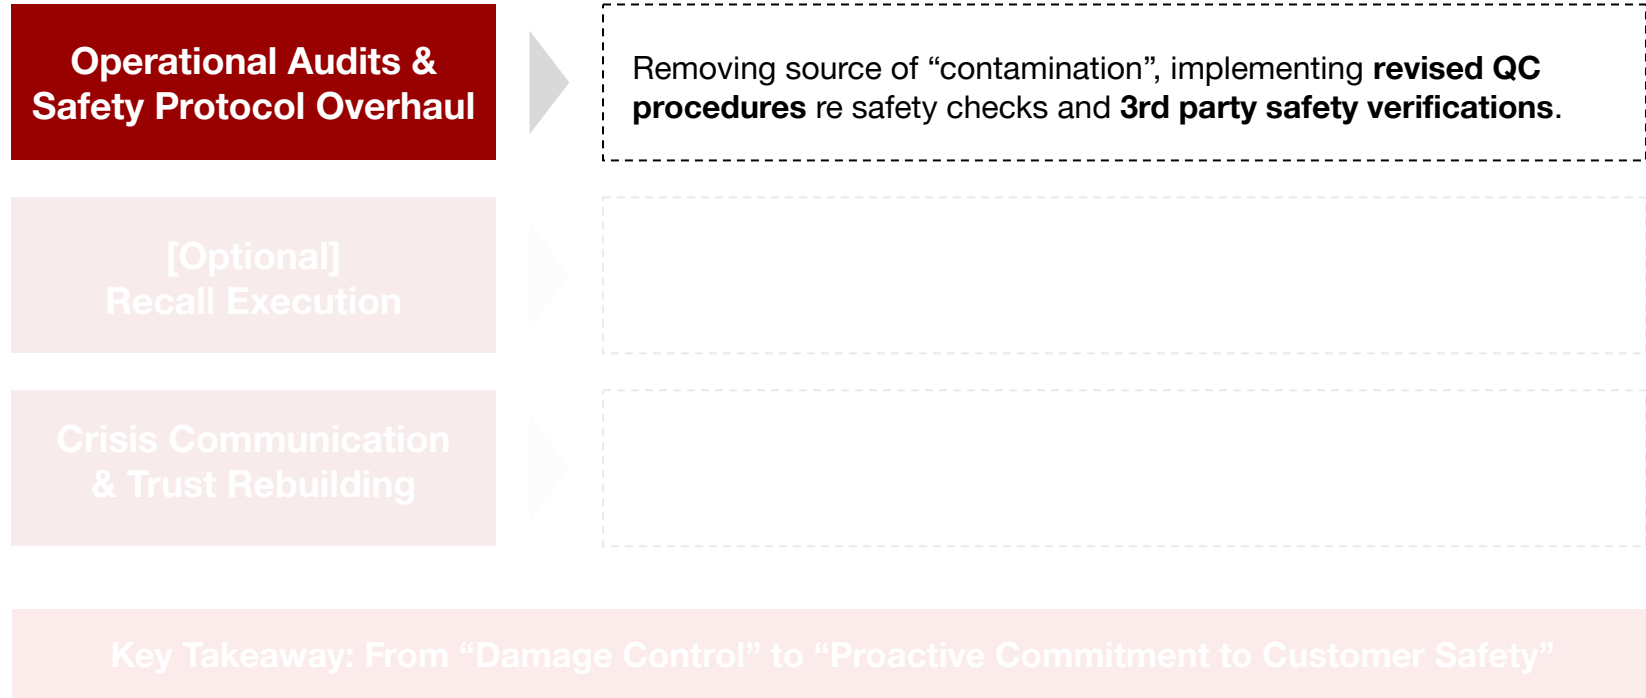 Operational Audits &
Safety Protocol Overhaul
Removing source of “contamination”, implementing revised QC
procedures re safety checks and 3rd party safety verifications.
[Optional]
Recall Execution
Crisis Communication
& Trust Rebuilding
Key Takeaway: From “Damage Control” to “Proactive Commitment to Customer Safety”